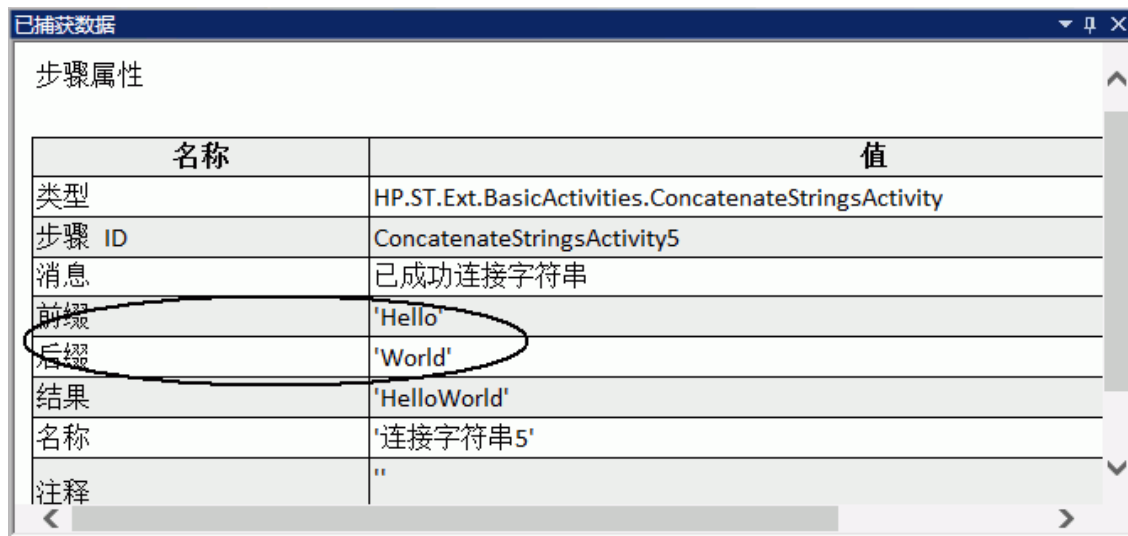 已捕获数据
步骤属性
名称 值
类型 HP.ST.Ext.BasicActivities.ConcatenateStringsActivity
步骤 ID ConcatenateStringsActivity5
消息 已成功连接字符串
前缀 'Hello'
后缀 'World'
结果 'HelloWorld'
名称 '连接字符串5'
注释 ''